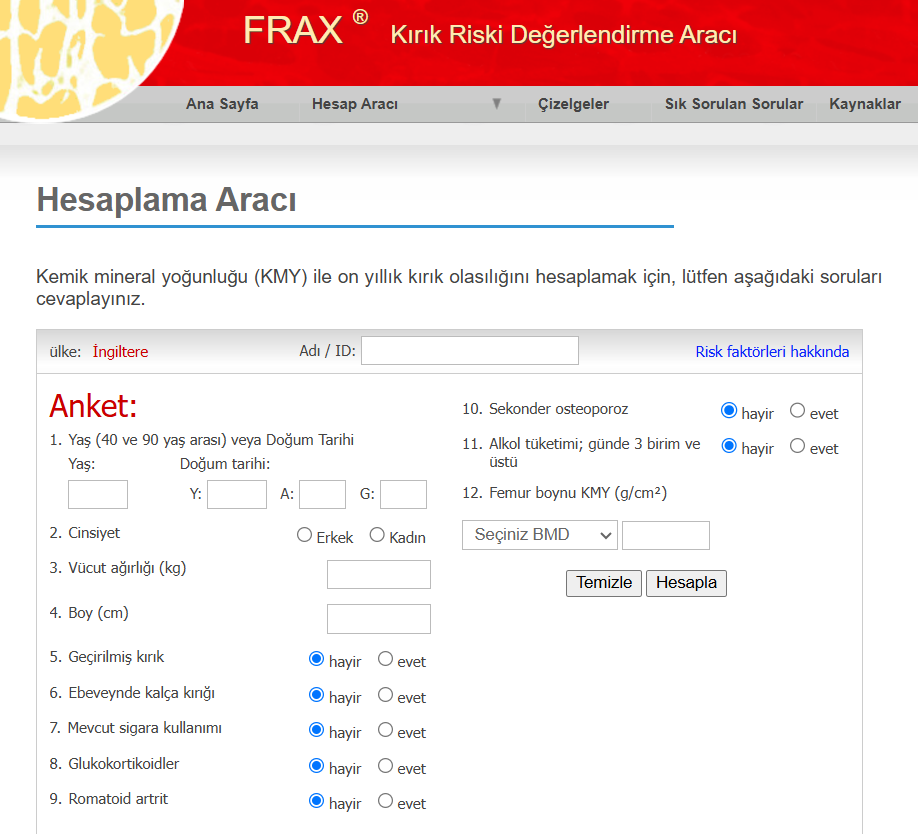 FRAX ® Kırık Riski Değerlendirme Aracı
Ana Sayfa Hesap Aracı ▼ Çizelgeler Sık Sorulan Sorular Kaynaklar
Hesaplama Aracı
Kemik mineral yoğunluğu (KMY) ile on yıllık kırık olasılığını hesaplamak için, lütfen aşağıdaki soruları
cevaplayınız.
ülke: İngiltere Adı / ID: Risk faktörleri hakkında
Anket:
1. Yaş (40 ve 90 yaş arası) veya Doğum Tarihi
Yaş: Doğum tarihi:
Y: A: G:
2. Cinsiyet Erkek Kadın
3. Vücut ağırlığı (kg)
4. Boy (cm)
5. Geçirilmiş kırık hayir evet
6. Ebeveynde kalça kırığı hayir evet
7. Mevcut sigara kullanımı hayir evet
8. Glukokortikoidler hayir evet
9. Romatoid artrit hayir evet
10. Sekonder osteoporoz hayir evet
11. Alkol tüketimi; günde 3 birim ve hayir evet
üstü
12. Femur boynu KMY (g/cm²)
Seçiniz BMD
Temizle Hesapla